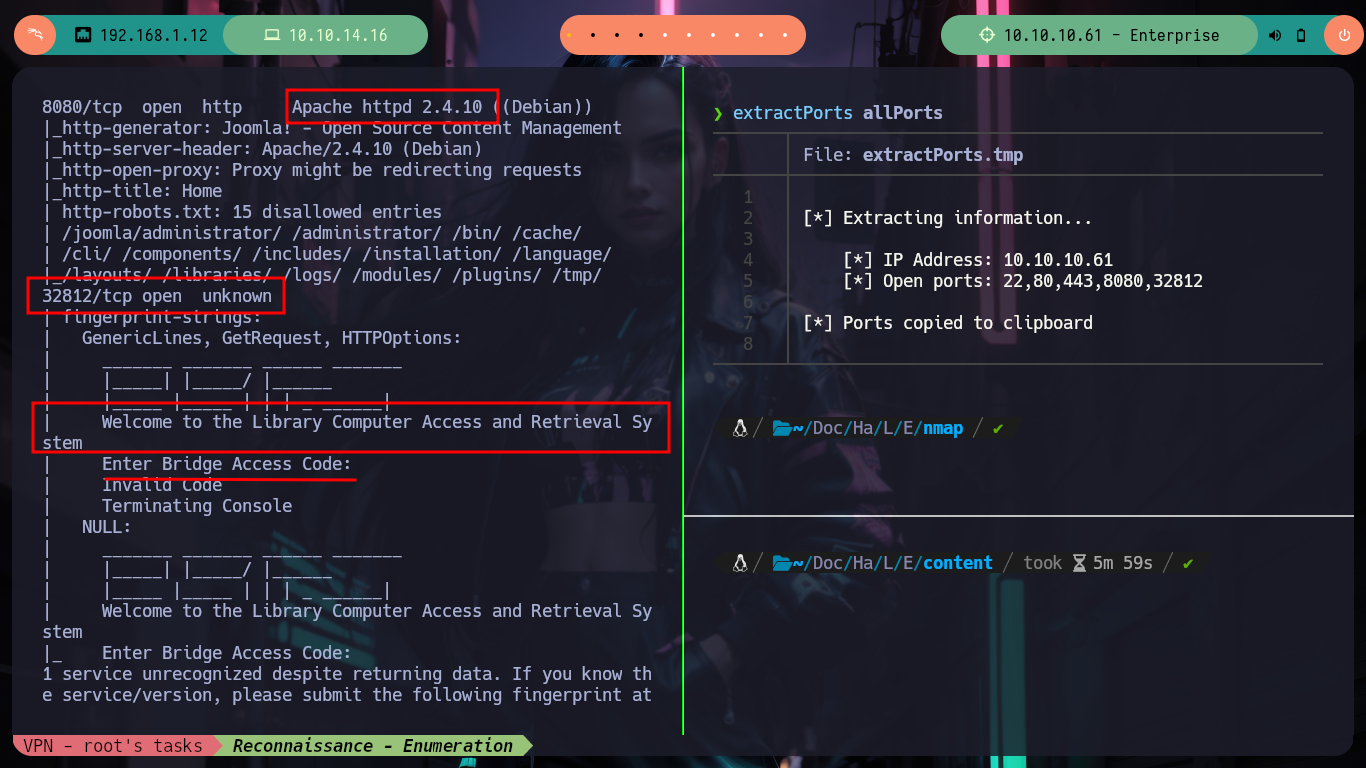 192.168.1.12
10.10.14.16
10.10.10.61 - Enterprise
8080/tcp  open  http     Apache httpd 2.4.10 ((Debian))
|_http-generator: Joomla! - Open Source Content Management
|_http-server-header: Apache/2.4.10 (Debian)
|_http-open-proxy: Proxy might be redirecting requests
|_http-title: Home
| http-robots.txt: 15 disallowed entries
| /joomla/administrator/ /administrator/ /bin/ /cache/
| /cli/ /components/ /includes/ /installation/ /language/
|_/layouts/ /libraries/ /logs/ /modules/ /plugins/ /tmp/
32812/tcp open  unknown
| fingerprint-strings:
|   GenericLines, GetRequest, HTTPOptions:
|
|     _______ _______ ______ _______
|     |_____| |_____/ |______
|     |_____ |_____ | | | _ ______|
|     Welcome to the Library Computer Access and Retrieval Sy
stem
|     Enter Bridge Access Code:
|     Invalid Code
|     Terminating Console
|   NULL:
|     _______ _______ ______ _______
|     |_____| |_____/ |______
|     |_____ |_____ | | | _ ______|
|     Welcome to the Library Computer Access and Retrieval Sy
stem
|_    Enter Bridge Access Code:
1 service unrecognized despite returning data. If you know th
e service/version, please submit the following fingerprint at
❯ extractPorts allPorts
File: extractPorts.tmp
1
2 [*] Extracting information...
3
4     [*] IP Address: 10.10.10.61
5     [*] Open ports: 22,80,443,8080,32812
6
7 [*] Ports copied to clipboard
8
/ ~/Doc/Ha/L/E/nmap / ✔
/ ~/Doc/Ha/L/E/content / took 5m 59s / ✔
VPN - root's tasks
Reconnaissance - Enumeration